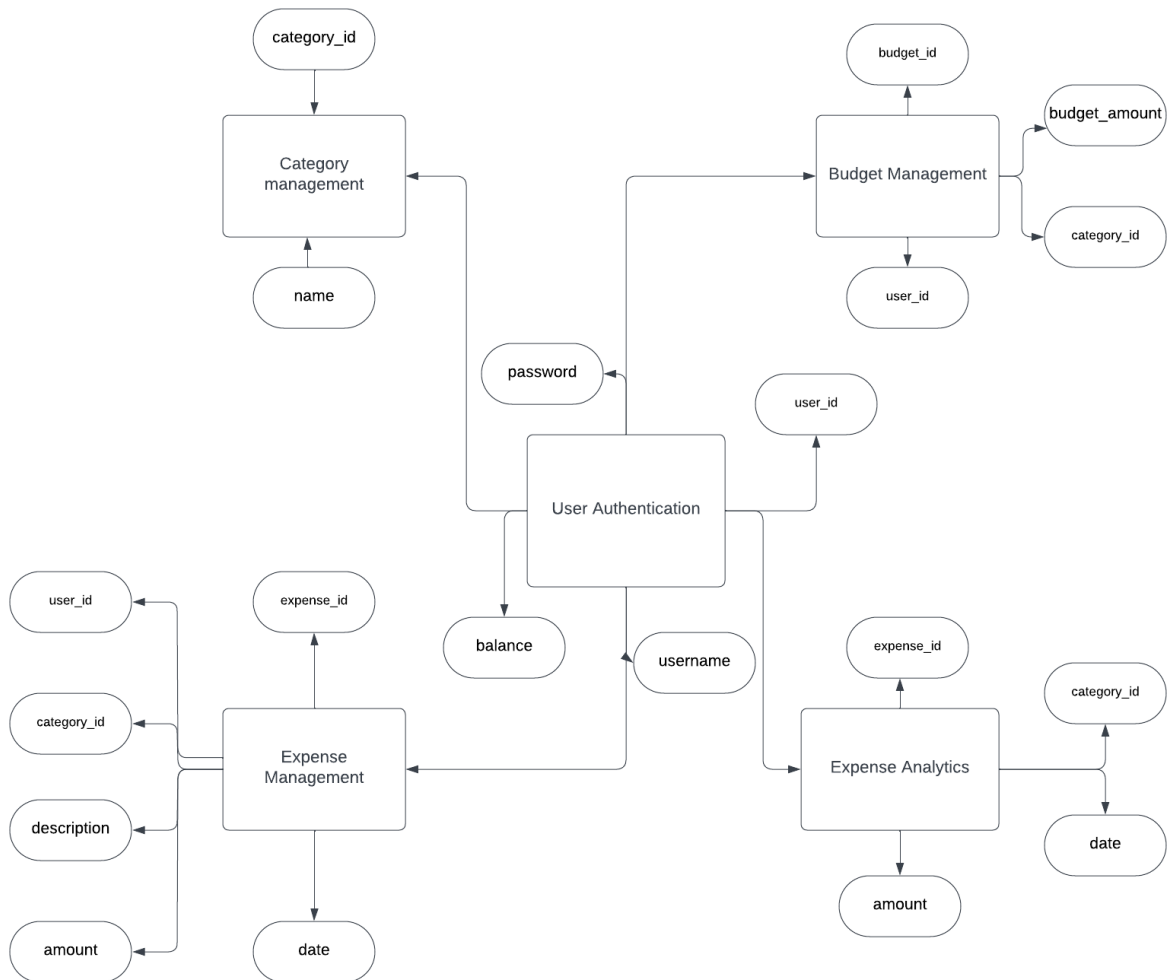 category_id
budget_id
budget_amount
Category
management
Budget Management
category_id
name
user_id
password
user_id
User Authentication
user_id
expense_id
balance
username
expense_id
category_id
category_id
Expense
Management
Expense Analytics
description
date
amount
amount
date